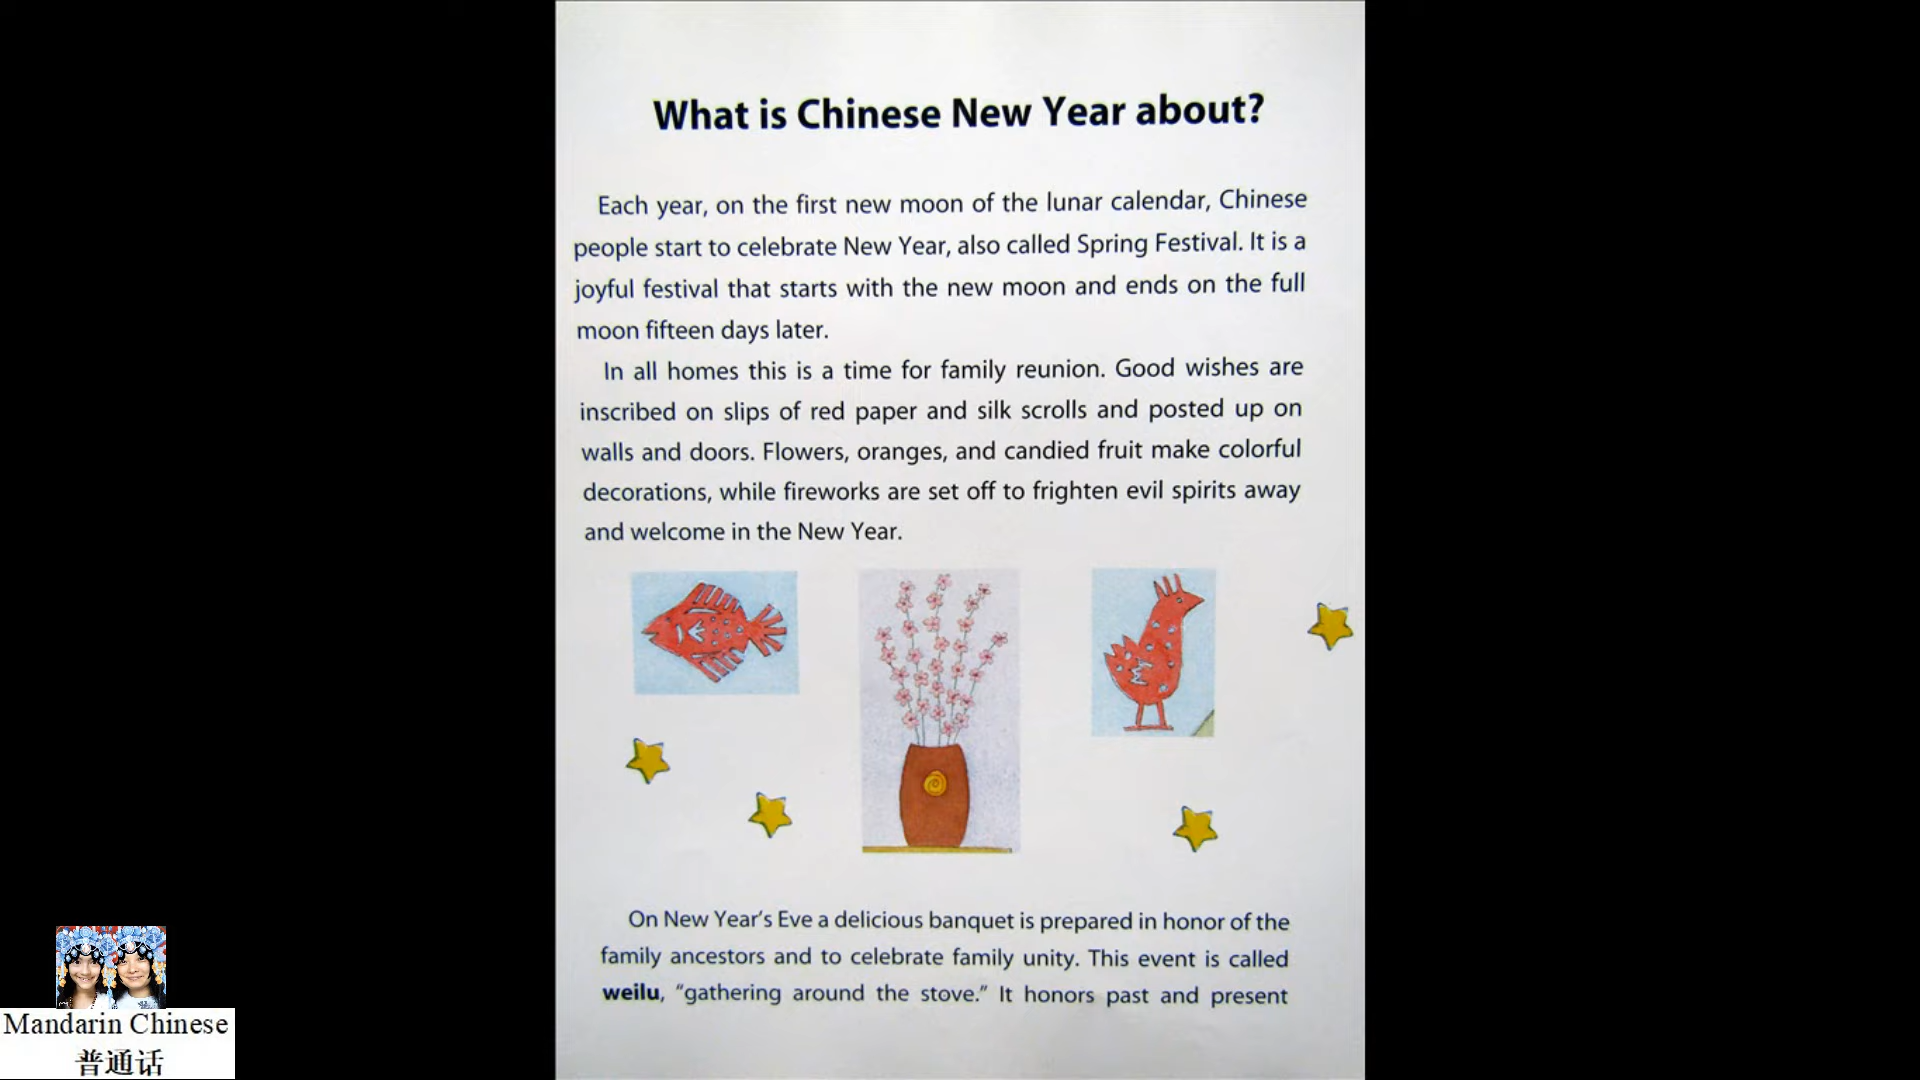 What is Chinese New Year about?
Each year, on the first new moon of the lunar calendar, Chinese
people start to celebrate New Year, also called Spring Festival. It is a
joyful festival that starts with the new moon and ends on the full
moon fifteen days later.
In all homes this is a time for family reunion. Good wishes are
inscribed on slips of red paper and silk scrolls and posted up on
walls and doors. Flowers, oranges, and candied fruit make colorful
decorations, while fireworks are set off to frighten evil spirits away
and welcome in the New Year.
On New Year's Eve a delicious banquet is prepared in honor of the
family ancestors and to celebrate family unity. This event is called
weilu, “gathering around the stove.” It honors past and present
Mandarin Chinese
普通话